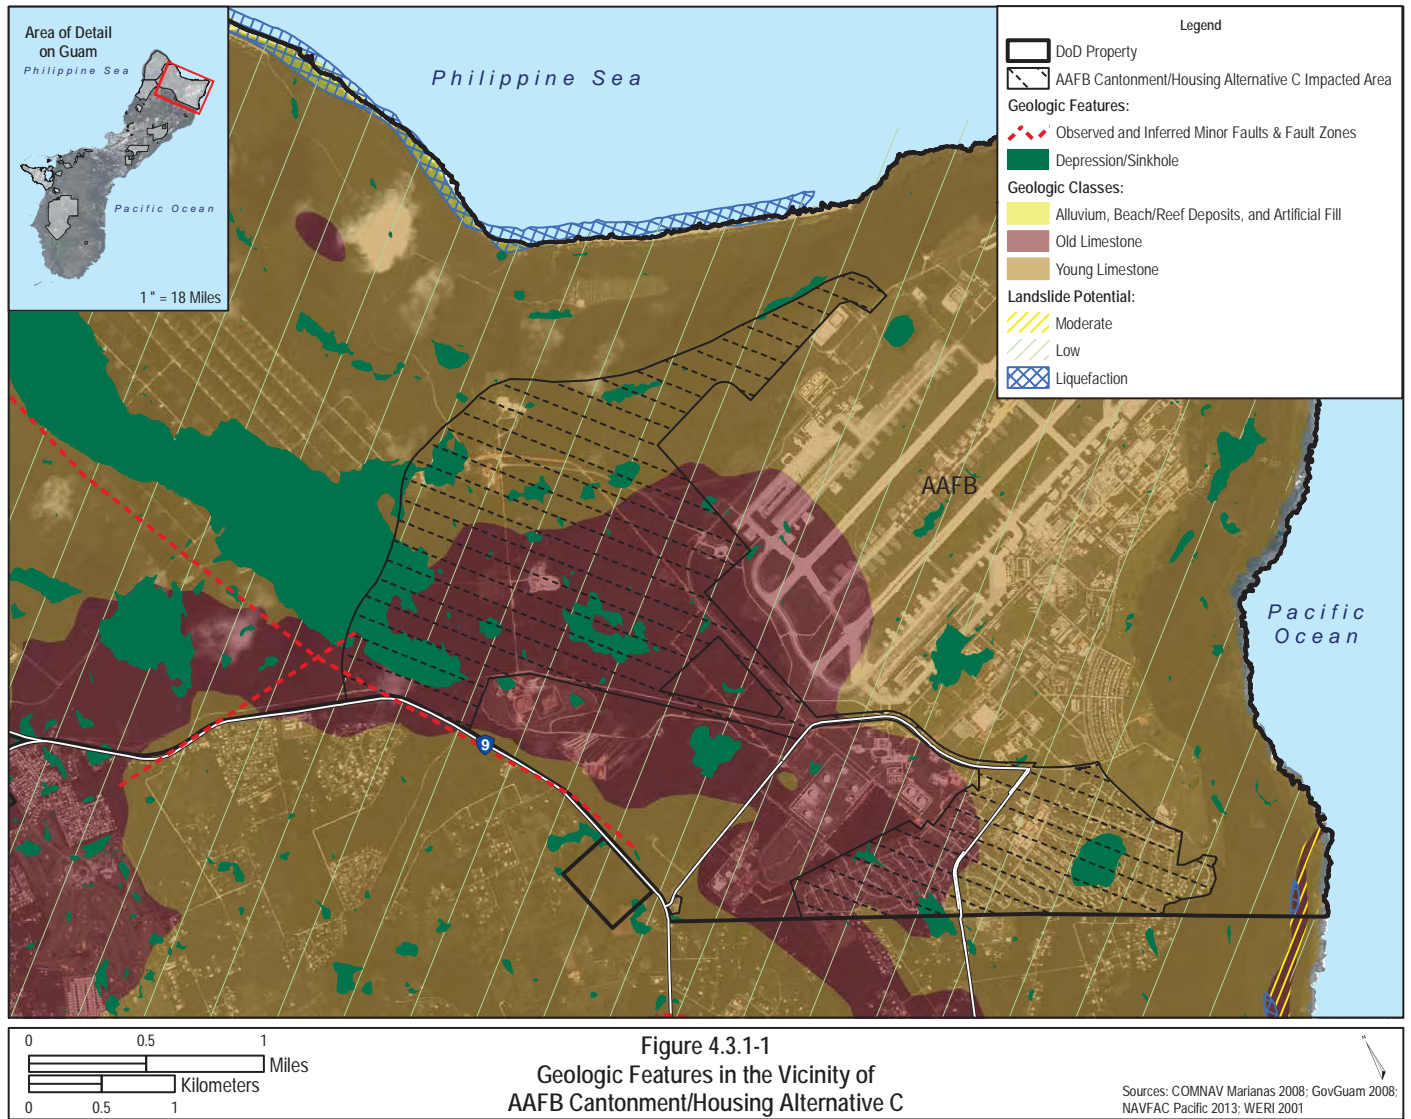 Area of Detail
on Guam
Philippine Sea
Pacific Ocean
1 " = 18 Miles
Philippine Sea
Legend
DoD Property
AAFB Cantonment/Housing Alternative C Impacted Area
Geologic Features:
Observed and Inferred Minor Faults & Fault Zones
Depression/Sinkhole
Geologic Classes:
Alluvium, Beach/Reef Deposits, and Artificial Fill
Old Limestone
Young Limestone
Landslide Potential:
Moderate
Low
Liquefaction
AAFB
Pacific
Ocean
9
0 0.5 1
Miles
Kilometers
0 0.5 1
Figure 4.3.1-1
Geologic Features in the Vicinity of
AAFB Cantonment/Housing Alternative C
Sources: COMNAV Marianas 2008; GovGuam 2008;
NAVFAC Pacific 2013; WERI 2001